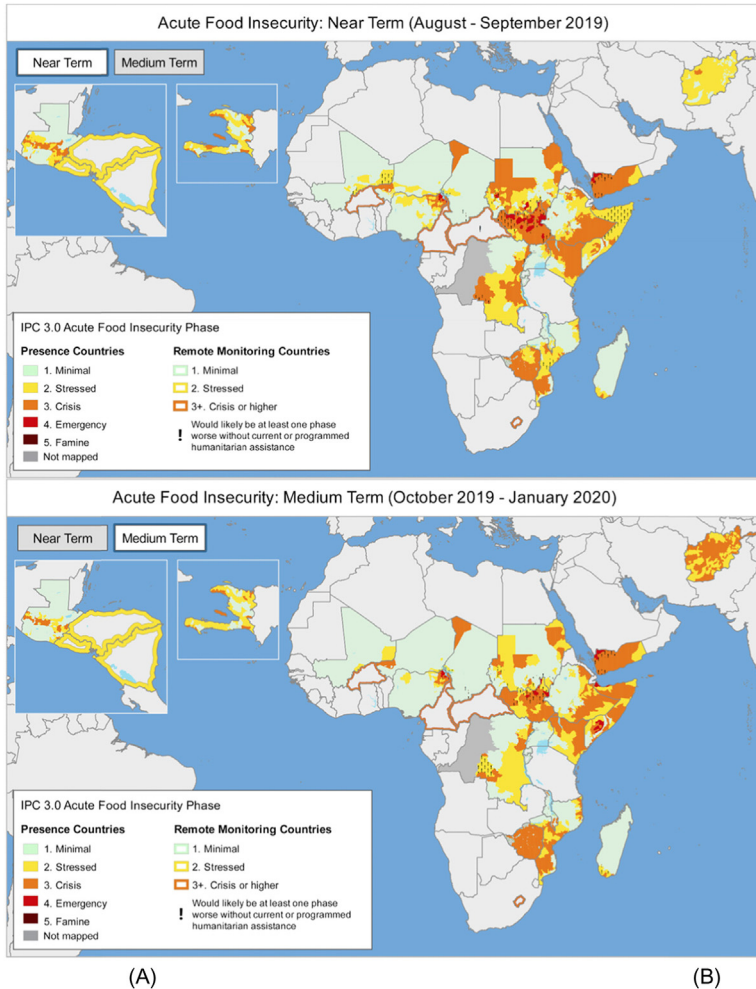 Acute Food Insecurity: Near Term (August - September 2019)
Near Term
Medium Term
IPC 3.0 Acute Food Insecurity Phase
Presence Countries
1. Minimal
2. Stressed
3. Crisis
4. Emergency
5. Famine
Not mapped
Remote Monitoring Countries
1. Minimal
2. Stressed
3+. Crisis or higher
! Would likely be at least one phase
worse without current or programmed
humanitarian assistance
Acute Food Insecurity: Medium Term (October 2019 - January 2020)
Near Term
Medium Term
IPC 3.0 Acute Food Insecurity Phase
Presence Countries
1. Minimal
2. Stressed
3. Crisis
4. Emergency
5. Famine
Not mapped
Remote Monitoring Countries
1. Minimal
2. Stressed
3+. Crisis or higher
! Would likely be at least one phase
worse without current or programmed
humanitarian assistance
(A)
(B)